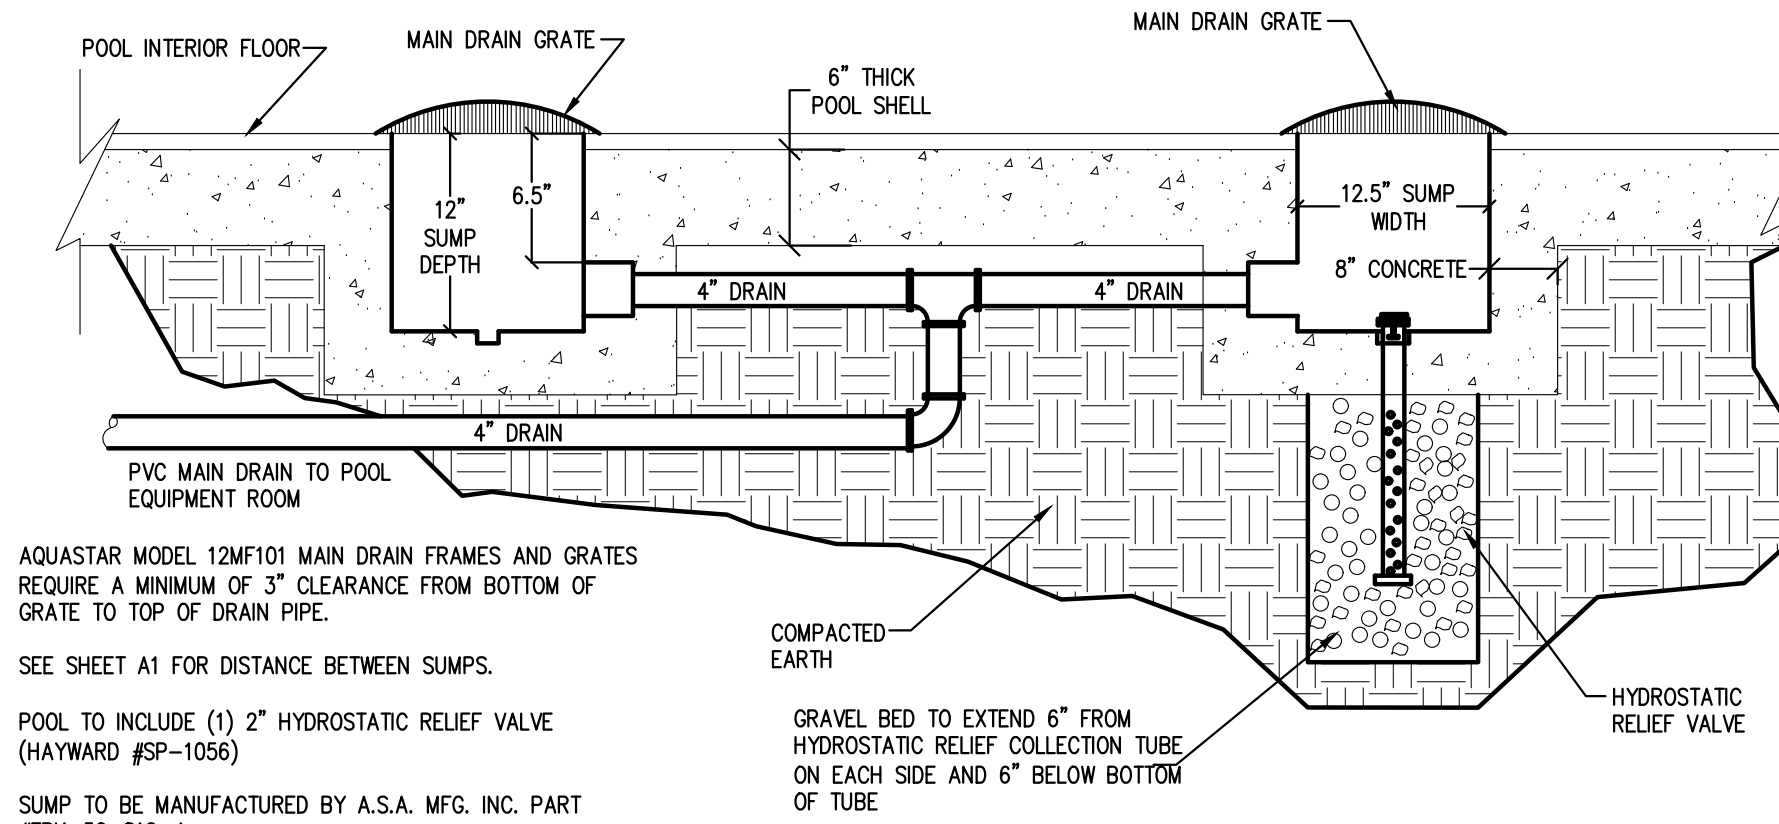 POOL INTERIOR FLOOR
MAIN DRAIN GRATE
MAIN DRAIN GRATE
6” THICK
POOL SHELL
12”
SUMP
DEPTH
6.5”
12.5” SUMP
WIDTH
8” CONCRETE
4” DRAIN
4” DRAIN
4” DRAIN
PVC MAIN DRAIN TO POOL
EQUIPMENT ROOM
AQUASTAR MODEL 12MF101 MAIN DRAIN FRAMES AND GRATES
REQUIRE A MINIMUM OF 3” CLEARANCE FROM BOTTOM OF
GRATE TO TOP OF DRAIN PIPE.
SEE SHEET A1 FOR DISTANCE BETWEEN SUMPS.
POOL TO INCLUDE (1) 2” HYDROSTATIC RELIEF VALVE
(HAYWARD #SP-1056)
SUMP TO BE MANUFACTURED BY A.S.A. MFG. INC. PART
COMPACTED
EARTH
GRAVEL BED TO EXTEND 6” FROM
HYDROSTATIC RELIEF COLLECTION TUBE
ON EACH SIDE AND 6” BELOW BOTTOM
OF TUBE
HYDROSTATIC
RELIEF VALVE